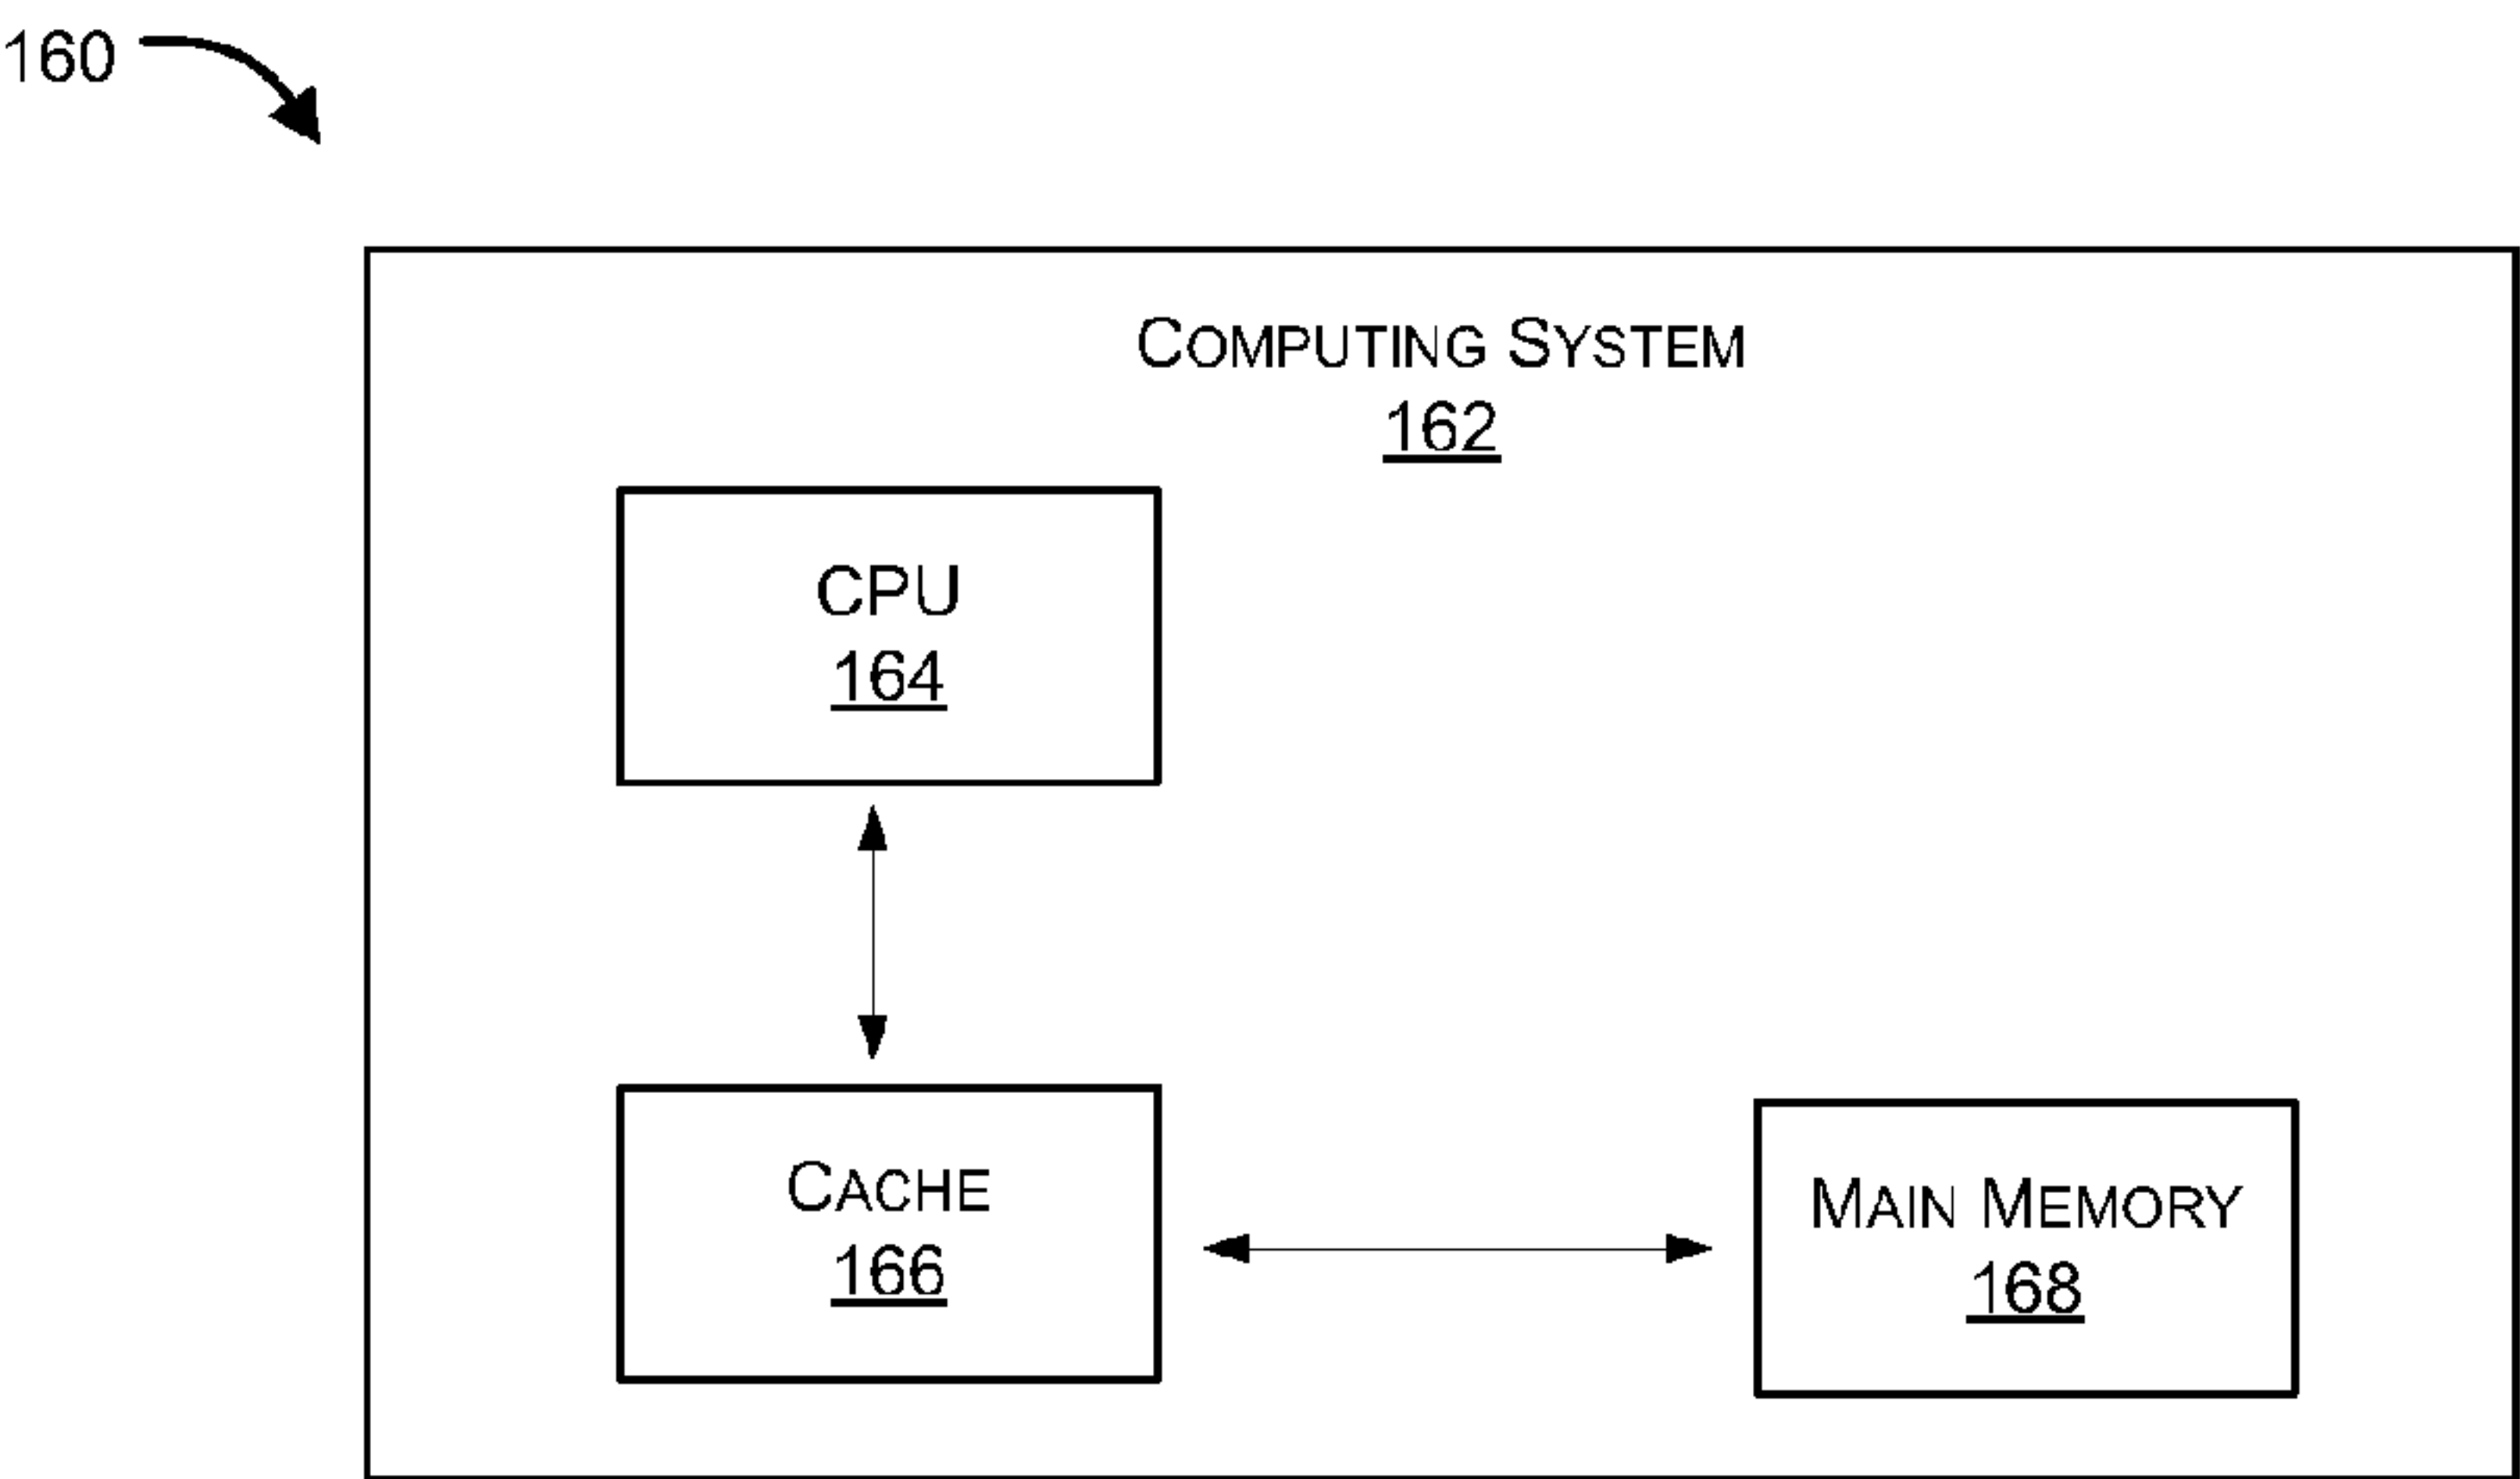 160
COMPUTING SYSTEM
162
CPU
164
CACHE
166
MAIN MEMORY
168